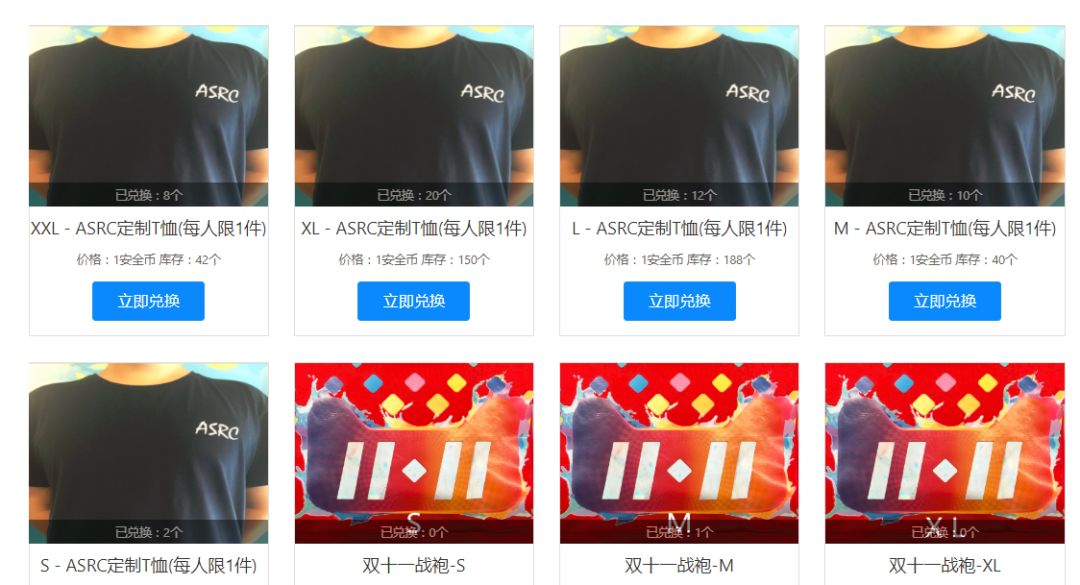 ASRC
ASRC
ASRC
ASRC
已兑换：8个
已兑换：20个
已兑换：12个
已兑换：10个
XXL - ASRC定制T恤(每人限1件)
XL - ASRC定制T恤(每人限1件)
L - ASRC定制T恤(每人限1件)
M - ASRC定制T恤(每人限1件)
价格：1安全币 库存：42个
价格：1安全币 库存：150个
价格：1安全币 库存：188个
价格：1安全币 库存：40个
立即兑换
立即兑换
立即兑换
立即兑换
ASRC
11·11
11·11
11·11
S
M
XL
已兑换：2个
已兑换：0个
已兑换：1个
已兑换：0个
S - ASRC定制T恤(每人限1件)
双十一战袍-S
双十一战袍-M
双十一战袍-XL